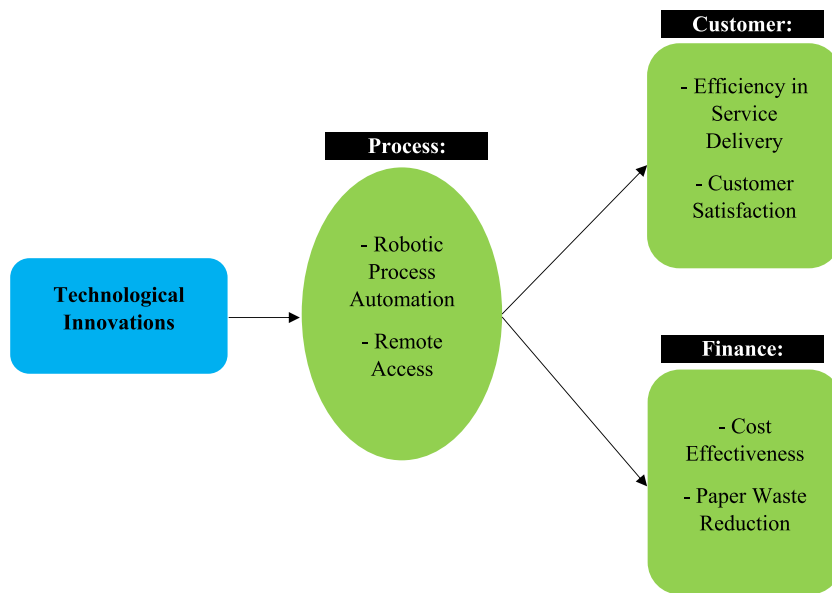 Technological
Innovations
Process:
- Robotic
Process
Automation
- Remote
Access
Customer:
- Efficiency in
Service
Delivery
- Customer
Satisfaction
Finance:
- Cost
Effectiveness
- Paper Waste
Reduction